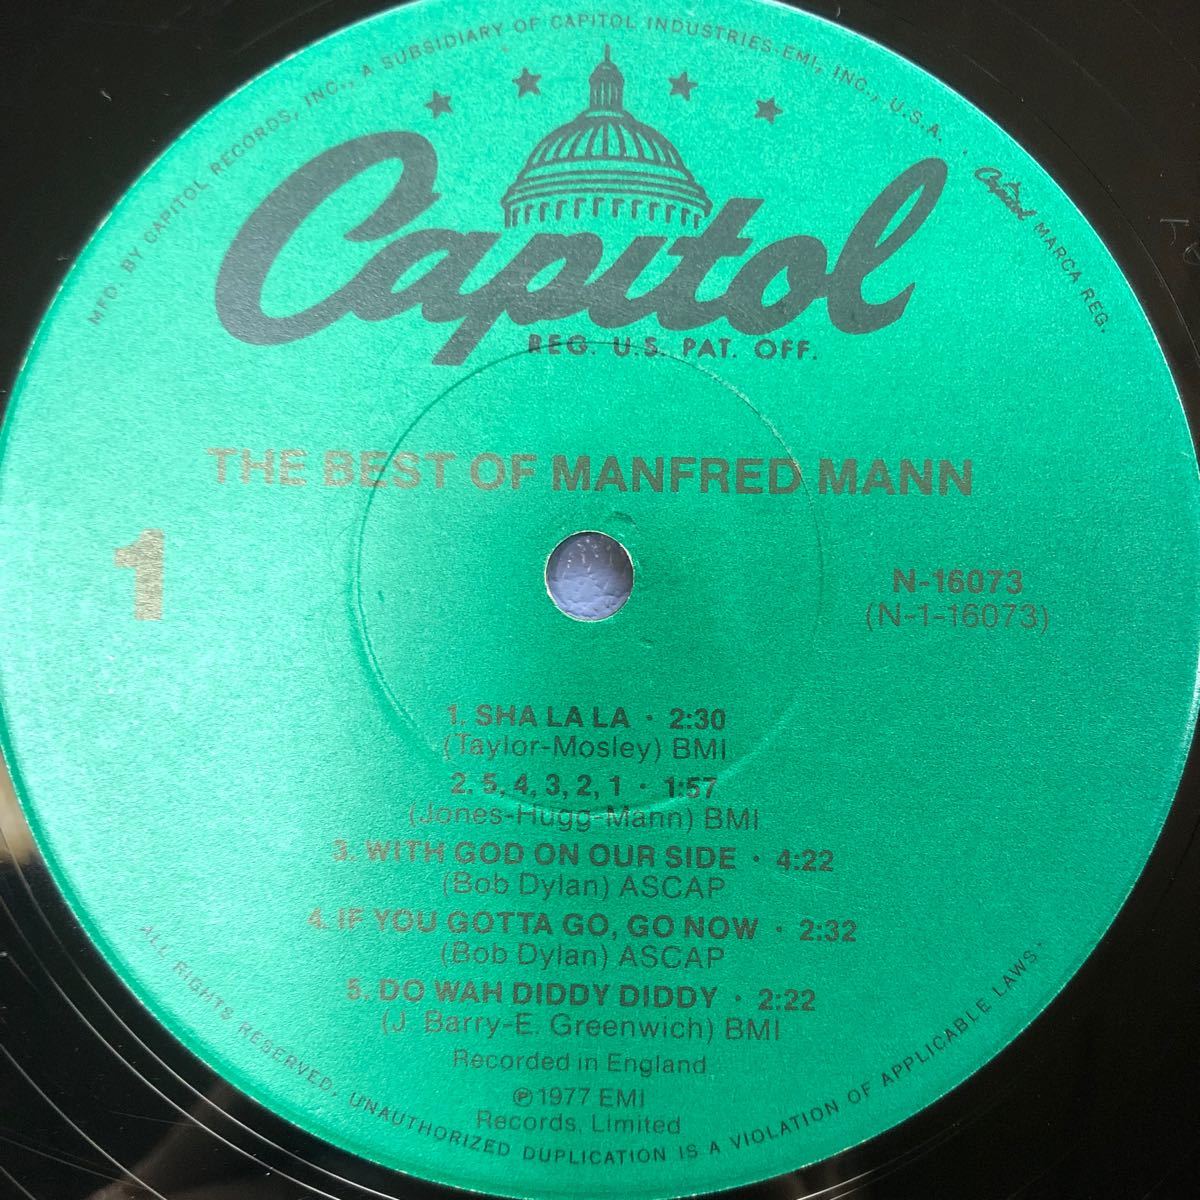 MFD BY CAPITOL RECORDS, INC., A SUBSIDIARY OF CAPITOL INDUSTRIES-EMI, INC., U.S.A. · Capitol MARCA REG.
Capitol
REG. U.S. PAT. OFF.
THE BEST OF MANFRED MANN
1
N-16073
(N-1-16073)
1. SHA LA LA · 2:30
(Taylor-Mosley) BMI
2. 5, 4, 3, 2, 1 · 1:57
(Jones-Hugg-Mann) BMI
3. WITH GOD ON OUR SIDE · 4:22
(Bob Dylan) ASCAP
4. IF YOU GOTTA GO, GO NOW · 2:32
(Bob Dylan) ASCAP
5. DO WAH DIDDY DIDDY · 2:22
(J. Barry-E. Greenwich) BMI
Recorded in England
℗ 1977 EMI
Records, Limited
ALL RIGHTS RESERVED, UNAUTHORIZED DUPLICATION IS A VIOLATION OF APPLICABLE LAWS ·